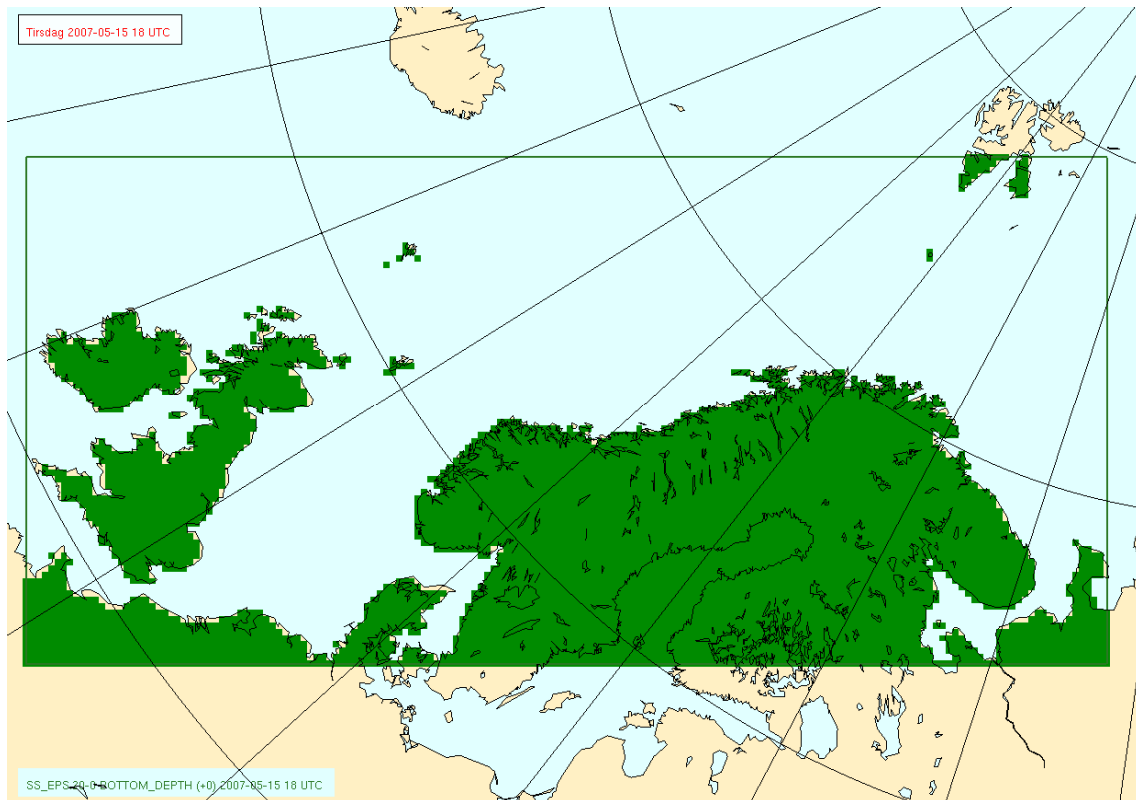 Tirsdag 2007-05-15 18 UTC
SS_EPS 20-0 BOTTOM_DEPTH (+0) 2007-05-15 18 UTC